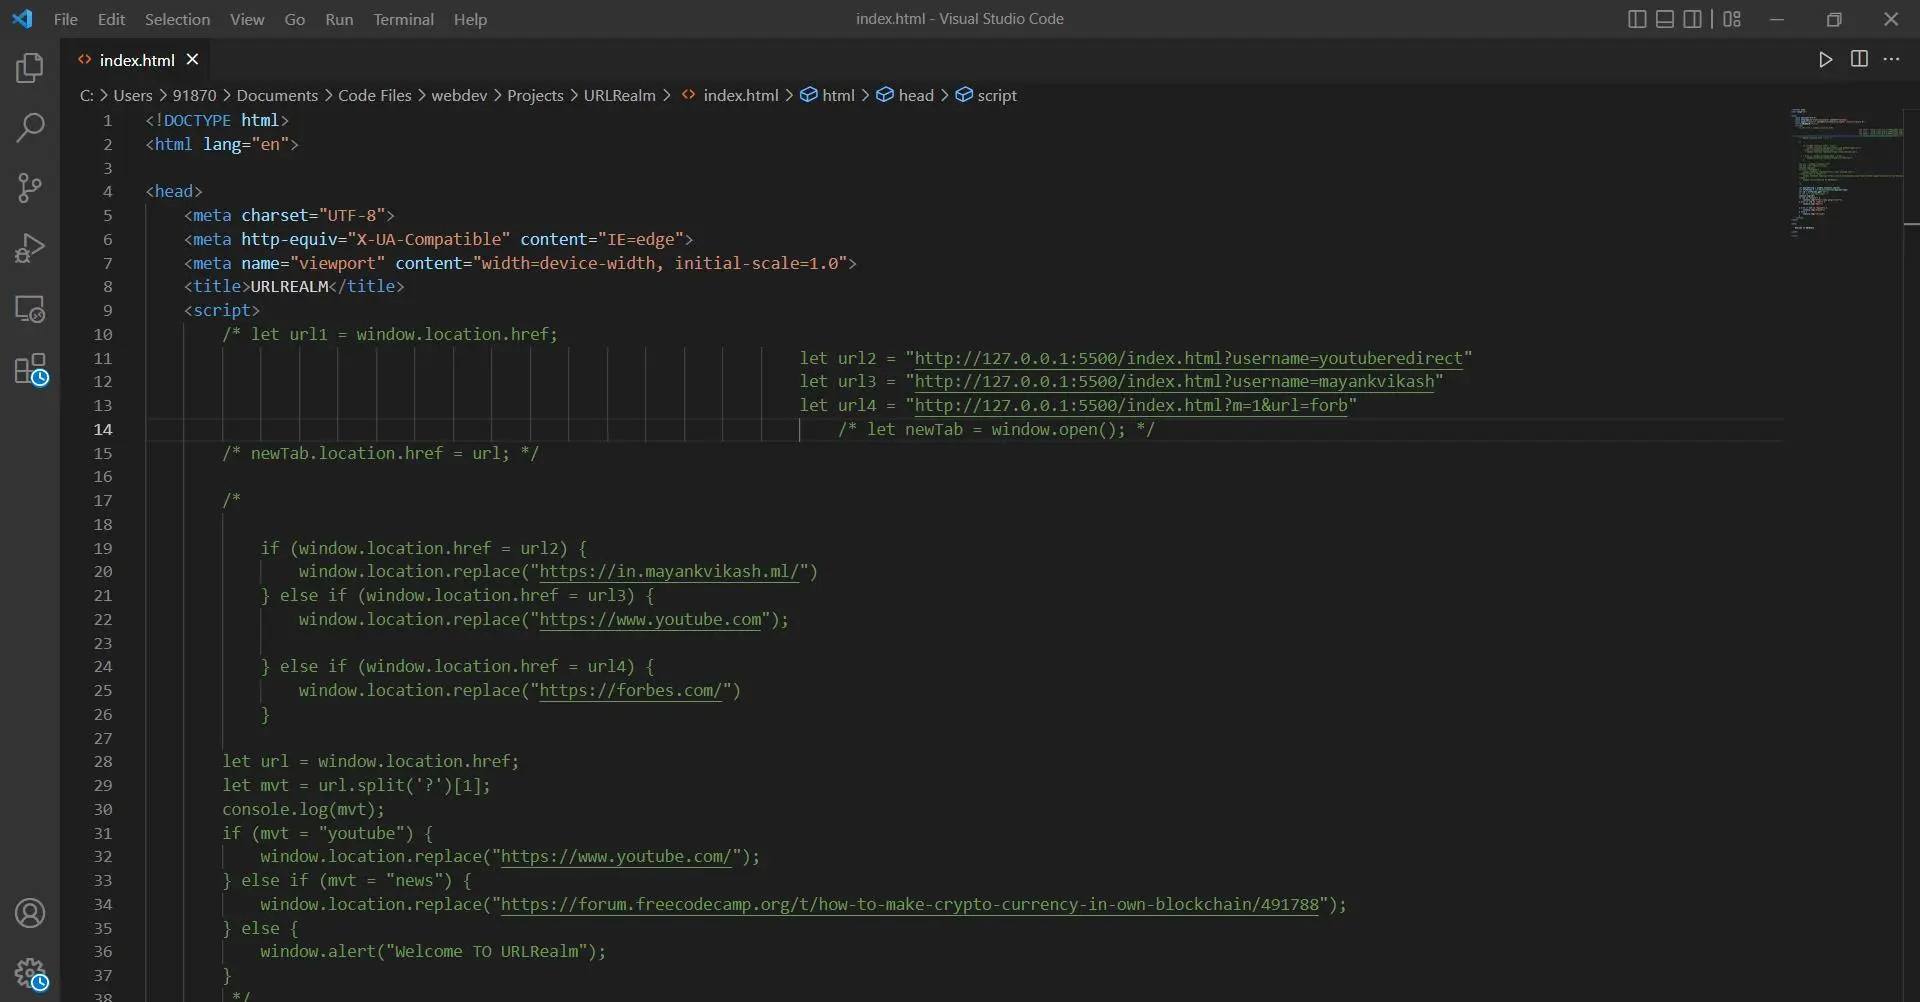 File Edit Selection View Go Run Terminal Help index.html - Visual Studio Code
index.html
C: > Users > 91870 > Documents > Code Files > webdev > Projects > URLRealm > index.html > html > head > script
1 <!DOCTYPE html>
2 <html lang="en">
3
4 <head>
5 <meta charset="UTF-8">
6 <meta http-equiv="X-UA-Compatible" content="IE=edge">
7 <meta name="viewport" content="width=device-width, initial-scale=1.0">
8 <title>URLREALM</title>
9 <script>
10 /* let url1 = window.location.href;
11 let url2 = "http://127.0.0.1:5500/index.html?username=youtuberedirect"
12 let url3 = "http://127.0.0.1:5500/index.html?username=mayankvikash"
13 let url4 = "http://127.0.0.1:5500/index.html?m=1&url=forb"
14 /* let newTab = window.open(); */
15 /* newTab.location.href = url; */
16
17 /*
18
19 if (window.location.href = url2) {
20 window.location.replace("https://in.mayankvikash.ml/")
21 } else if (window.location.href = url3) {
22 window.location.replace("https://www.youtube.com");
23
24 } else if (window.location.href = url4) {
25 window.location.replace("https://forbes.com/")
26 }
27
28 let url = window.location.href;
29 let mvt = url.split('?')[1];
30 console.log(mvt);
31 if (mvt = "youtube") {
32 window.location.replace("https://www.youtube.com/");
33 } else if (mvt = "news") {
34 window.location.replace("https://forum.freecodecamp.org/t/how-to-make-crypto-currency-in-own-blockchain/491788");
35 } else {
36 window.alert("Welcome TO URLRealm");
37 }
38 */